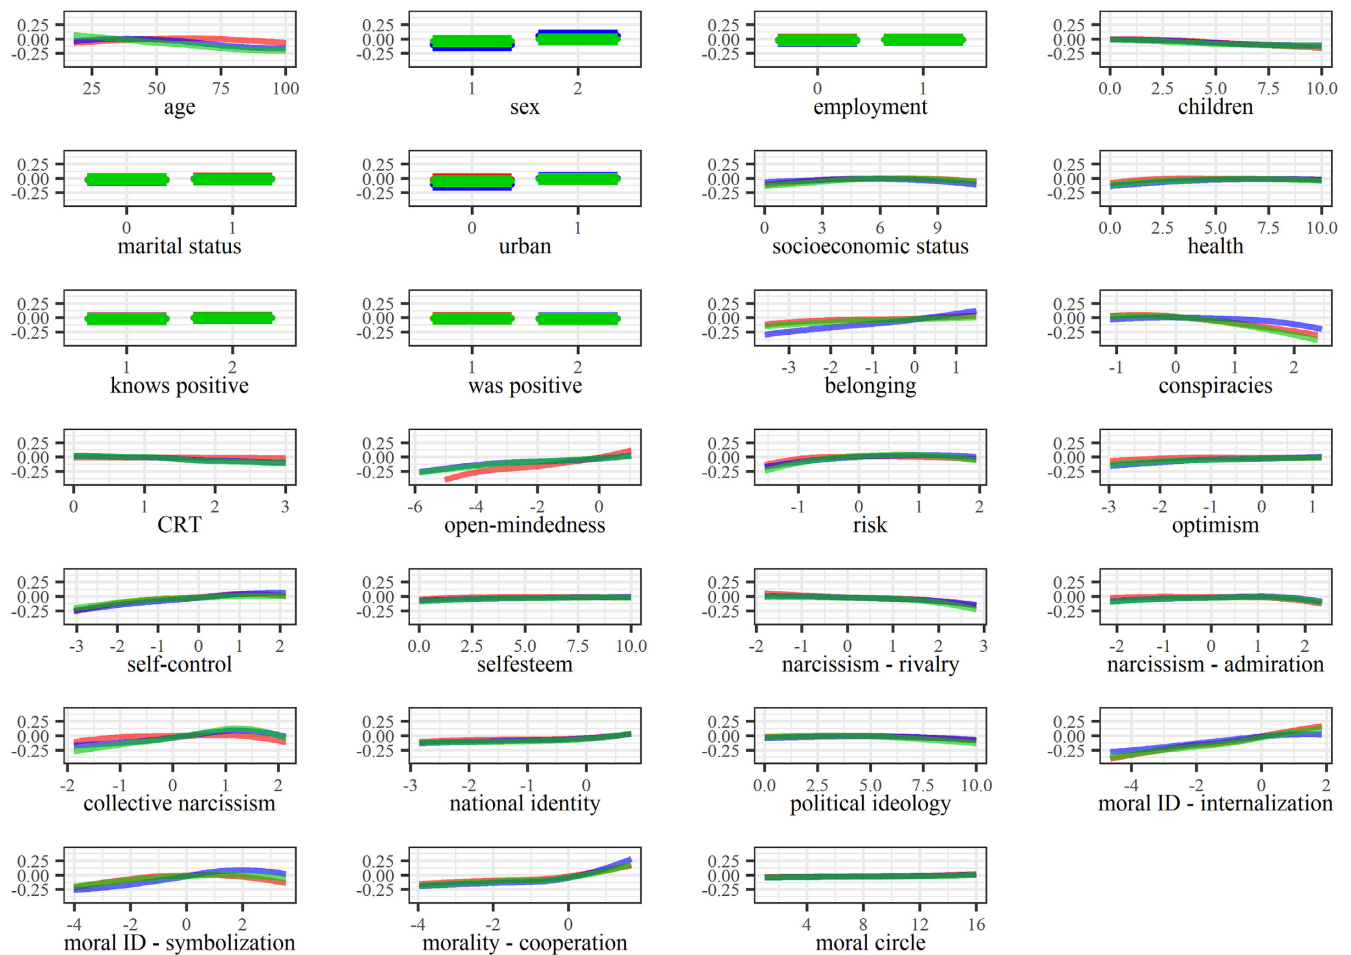 0.25
0.00
-0.25
25 50 75 100
age
0.25
0.00
-0.25
1 2
sex
0.25
0.00
-0.25
0 1
employment
0.25
0.00
-0.25
0.0 2.5 5.0 7.5 10.0
children
0.25
0.00
-0.25
0 1
marital status
0.25
0.00
-0.25
0 1
urban
0.25
0.00
-0.25
0 3 6 9
socioeconomic status
0.25
0.00
-0.25
0.0 2.5 5.0 7.5 10.0
health
0.25
0.00
-0.25
1 2
knows positive
0.25
0.00
-0.25
1 2
was positive
0.25
0.00
-0.25
-3 -2 -1 0 1
belonging
0.25
0.00
-0.25
-1 0 1 2
conspiracies
0.25
0.00
-0.25
0 1 2 3
CRT
0.25
0.00
-0.25
-6 -4 -2 0
open-mindedness
0.25
0.00
-0.25
-1 0 1 2
risk
0.25
0.00
-0.25
-3 -2 -1 0 1
optimism
0.25
0.00
-0.25
-3 -2 -1 0 1 2
self-control
0.25
0.00
-0.25
0.0 2.5 5.0 7.5 10.0
selfesteem
0.25
0.00
-0.25
-2 -1 0 1 2 3
narcissism - rivalry
0.25
0.00
-0.25
-2 -1 0 1 2
narcissism - admiration
0.25
0.00
-0.25
-2 -1 0 1 2
collective narcissism
0.25
0.00
-0.25
-3 -2 -1 0
national identity
0.25
0.00
-0.25
0.0 2.5 5.0 7.5 10.0
political ideology
0.25
0.00
-0.25
-4 -2 0 2
moral ID - internalization
0.25
0.00
-0.25
-4 -2 0 2
moral ID - symbolization
0.25
0.00
-0.25
-4 -2 0
morality - cooperation
0.25
0.00
-0.25
4 8 12 16
moral circle